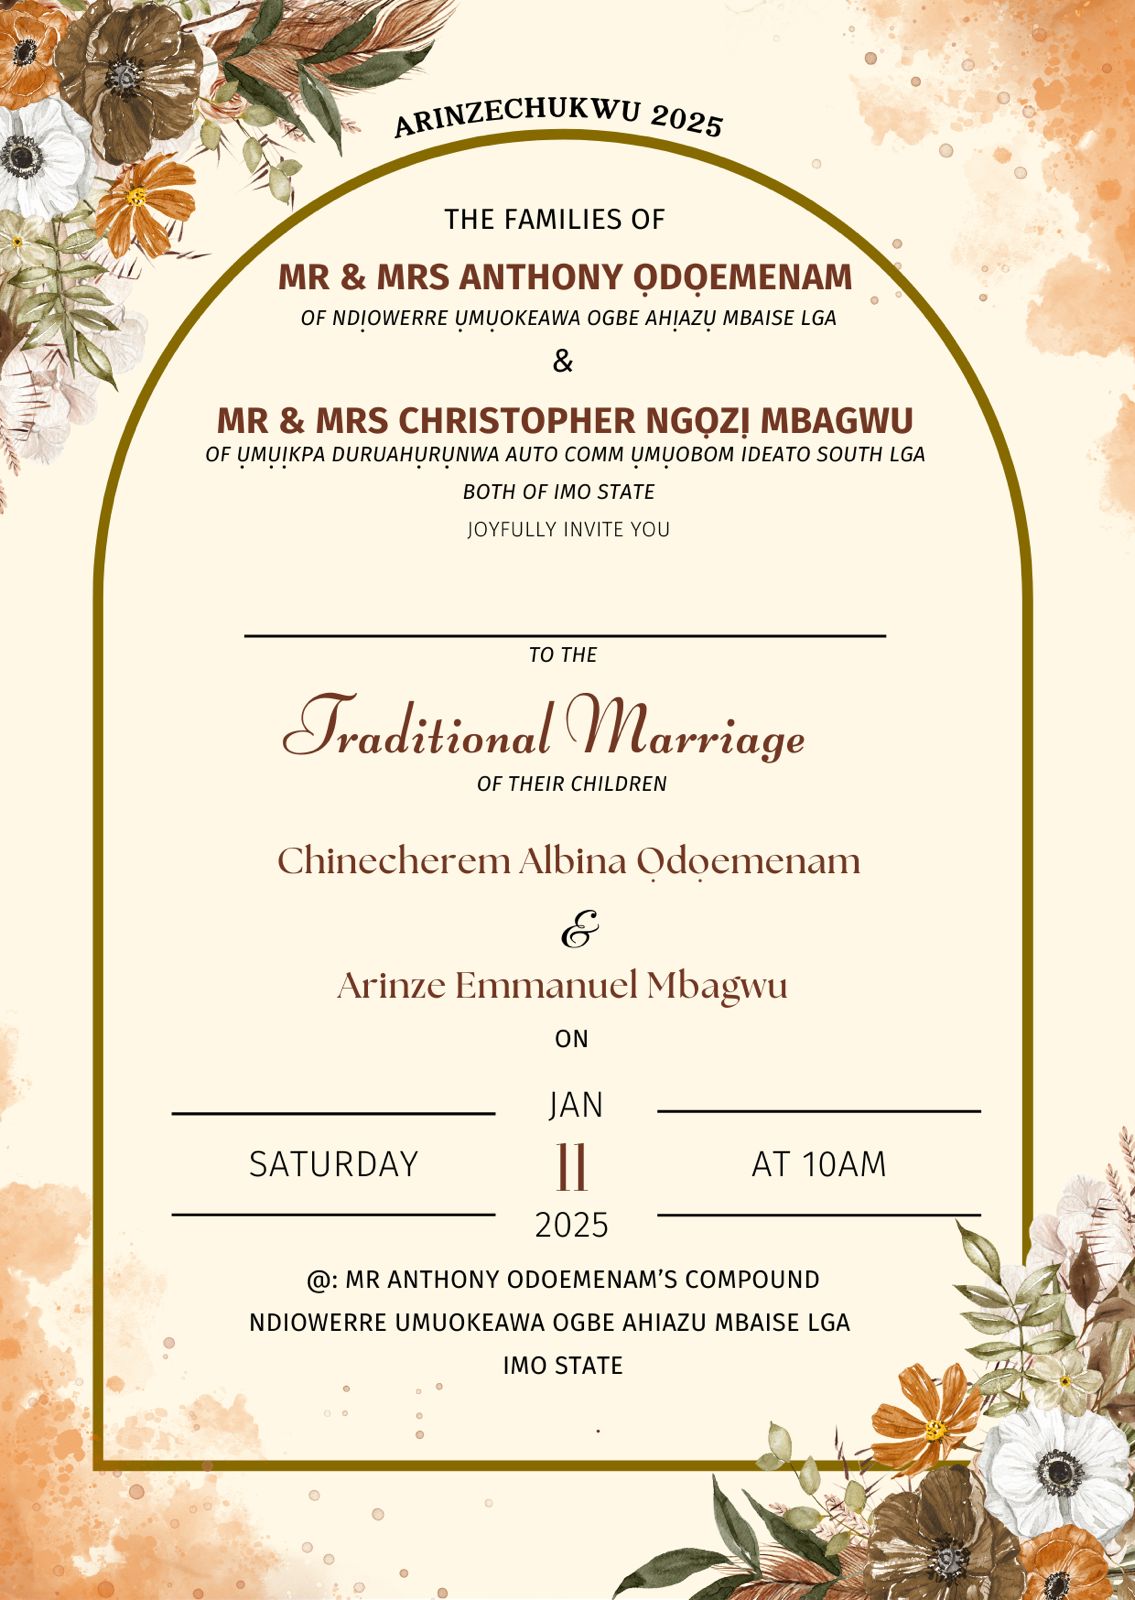 ARINZECHUKWU 2025
THE FAMILIES OF
MR & MRS ANTHONY ỌDỌEMENAM
OF NDỊOWERRE ỤMỤOKEAWA OGBE AHỊAZỤ MBAISE LGA
&
MR & MRS CHRISTOPHER NGỌZỊ MBAGWU
OF ỤMỤỊKPA DURUAHỤRỤNWA AUTO COMM ỤMỤOBOM IDEATO SOUTH LGA
BOTH OF IMO STATE
JOYFULLY INVITE YOU
TO THE
Traditional Marriage
OF THEIR CHILDREN
Chinecherem Albina Ọdọemenam
&
Arinze Emmanuel Mbagwu
ON
JAN
SATURDAY 11 AT 10AM
2025
@: MR ANTHONY ODOEMENAM’S COMPOUND
NDIOWERRE UMUOKEAWA OGBE AHIAZU MBAISE LGA
IMO STATE
.